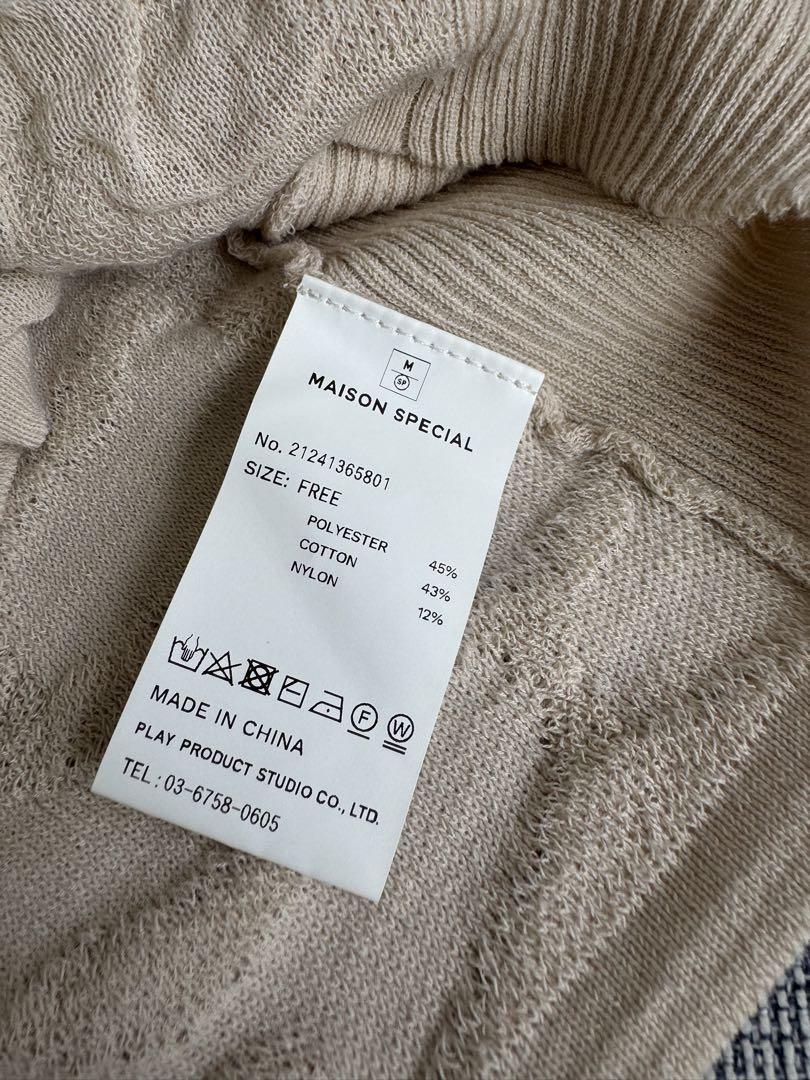 M
SP
MAISON SPECIAL
No. 21241365801
SIZE: FREE
POLYESTER 45%
COTTON 43%
NYLON 12%
F W
MADE IN CHINA
PLAY PRODUCT STUDIO CO., LTD.
TEL : 03-6758-0605